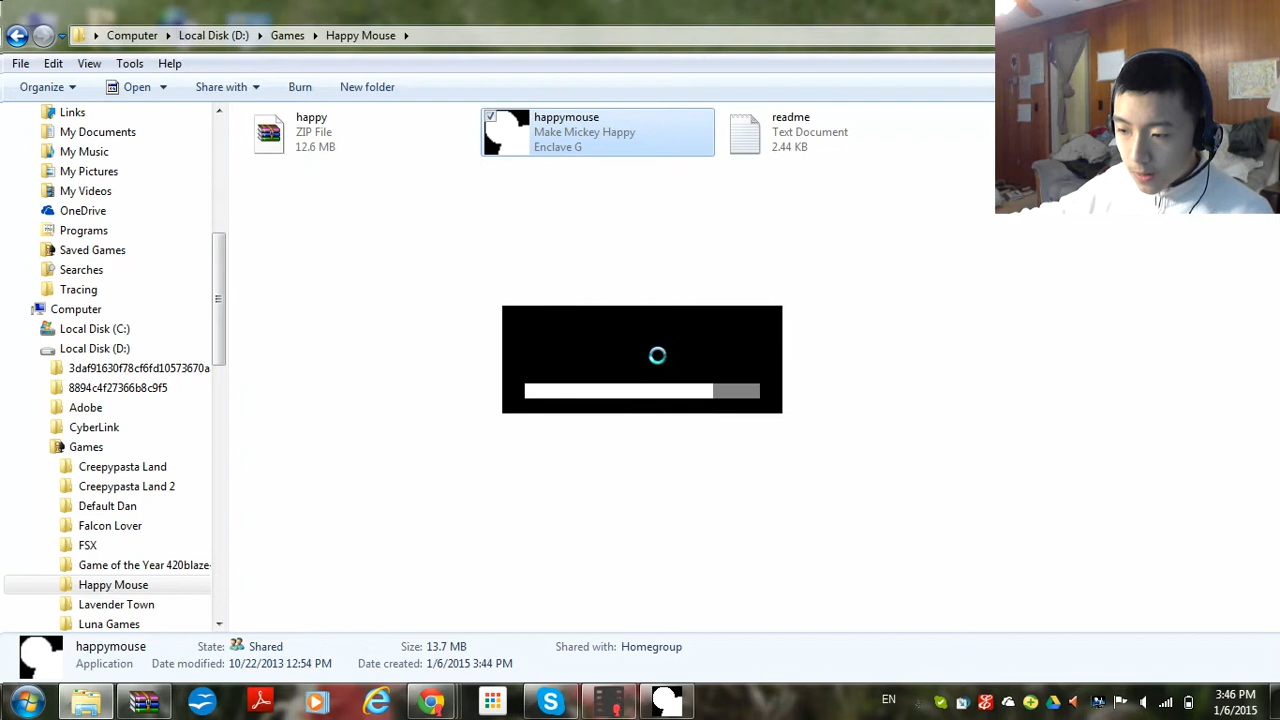 Computer Local Disk (D:) Games Happy Mouse
File Edit View Tools Help
Organize Open Share with Burn New folder
Links
My Documents
My Music
My Pictures
My Videos
OneDrive
Programs
Saved Games
Searches
Tracing
Computer
Local Disk (C:)
Local Disk (D:)
3daf91630f78cf6fd10573670a
8894c4f27366b8c9f5
Adobe
CyberLink
Games
Creepypasta Land
Creepypasta Land 2
Default Dan
Falcon Lover
FSX
Game of the Year 420blaze
Happy Mouse
Lavender Town
Luna Games
happy
ZIP File
12.6 MB
happymouse
Make Mickey Happy
Enclave G
readme
Text Document
2.44 KB
happymouse State: Shared Size: 13.7 MB Shared with: Homegroup
Application Date modified: 10/22/2013 12:54 PM Date created: 1/6/2015 3:44 PM
EN
3:46 PM
1/6/2015